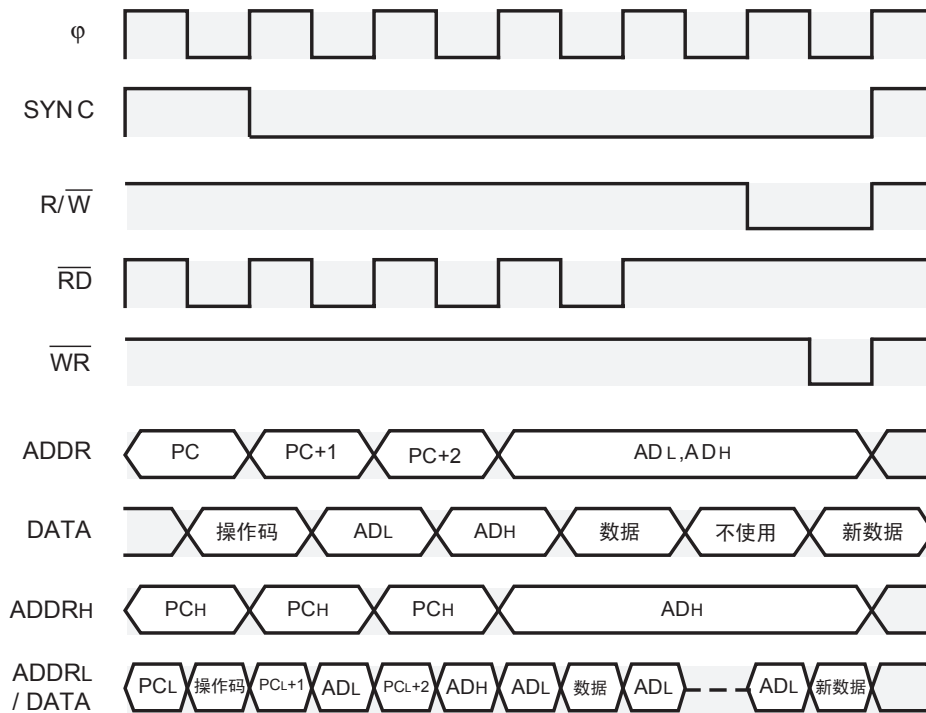 φ
SYNC
R/W
RD
WR
ADDR PC PC+1 PC+2 ADL,ADH
DATA 操作码 ADL ADH 数据 不使用 新数据
ADDRH PCH PCH PCH ADH
ADDRL
/ DATA PCL 操作码 PCL+1 ADL PCL+2 ADH ADL 数据 ADL ADL 新数据